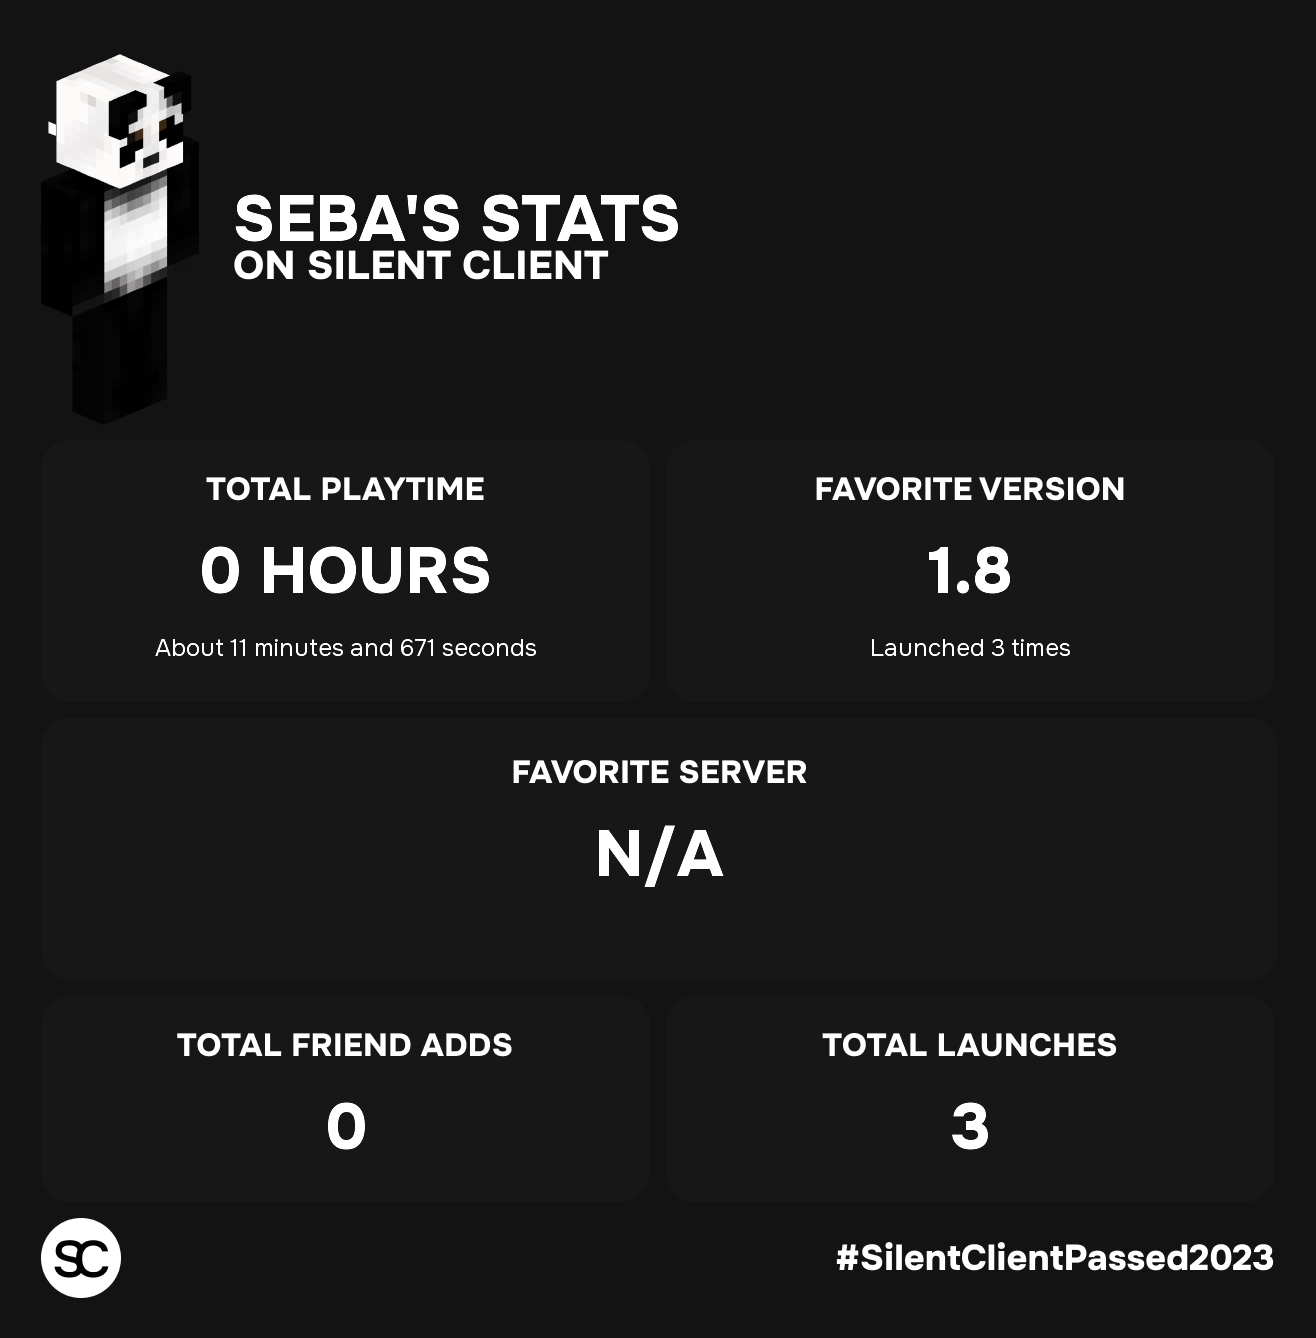 SEBA'S STATS
ON SILENT CLIENT
TOTAL PLAYTIME
0 HOURS
About 11 minutes and 671 seconds
FAVORITE VERSION
1.8
Launched 3 times
FAVORITE SERVER
N/A
TOTAL FRIEND ADDS
0
TOTAL LAUNCHES
3
SC
#SilentClientPassed2023